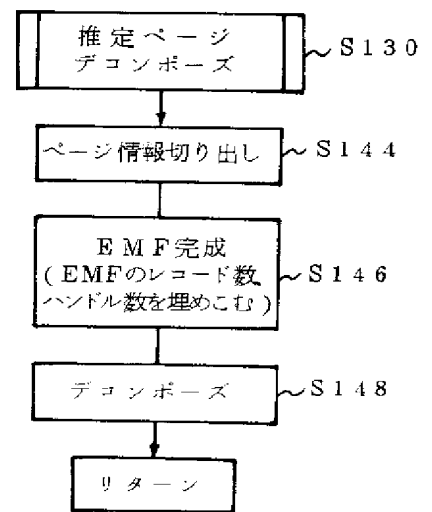 推定ページ
デコンポーズ
S130
ページ情報切り出し
S144
EMF完成
(EMFのレコード数、
ハンドル数を埋めこむ)
S146
デコンポーズ
S148
リターン